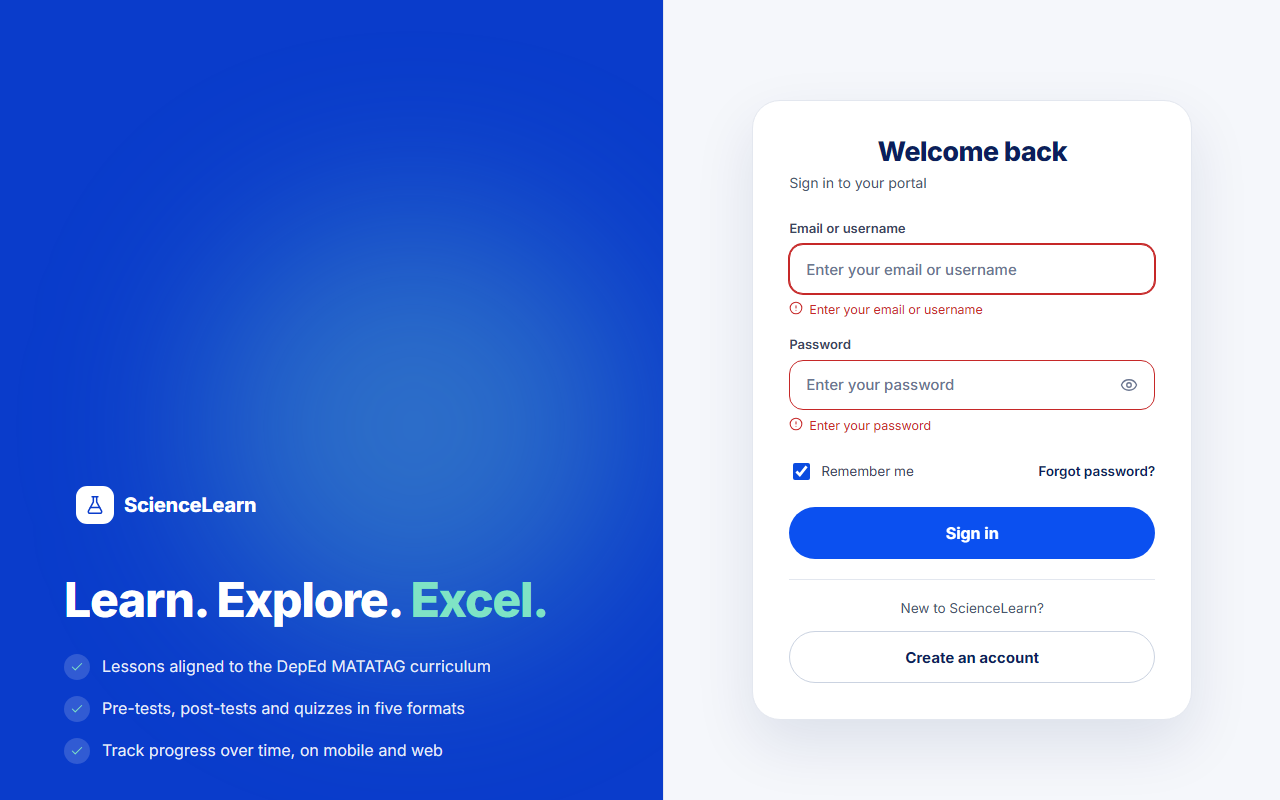 ScienceLearn
Learn. Explore. Excel.
Lessons aligned to the DepEd MATATAG curriculum
Pre-tests, post-tests and quizzes in five formats
Track progress over time, on mobile and web
Welcome back
Sign in to your portal
Email or username
Enter your email or username
Enter your email or username
Password
Enter your password
Enter your password
Remember me
Forgot password?
Sign in
New to ScienceLearn?
Create an account